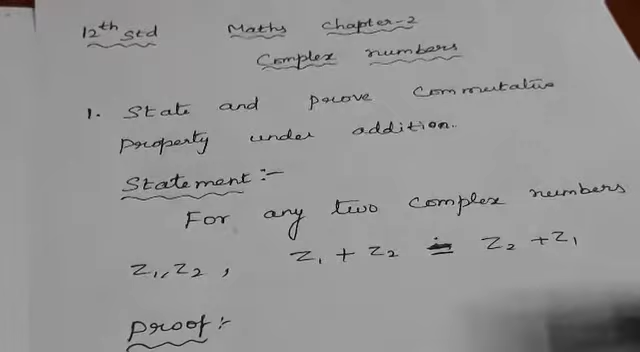 12th Std Maths Chapter-2
Complex numbers
1. State and prove Commutative
property under addition.
Statement:-
For any two complex numbers
Z₁, Z₂, Z₁ + Z₂ = Z₂ + Z₁
Proof:-